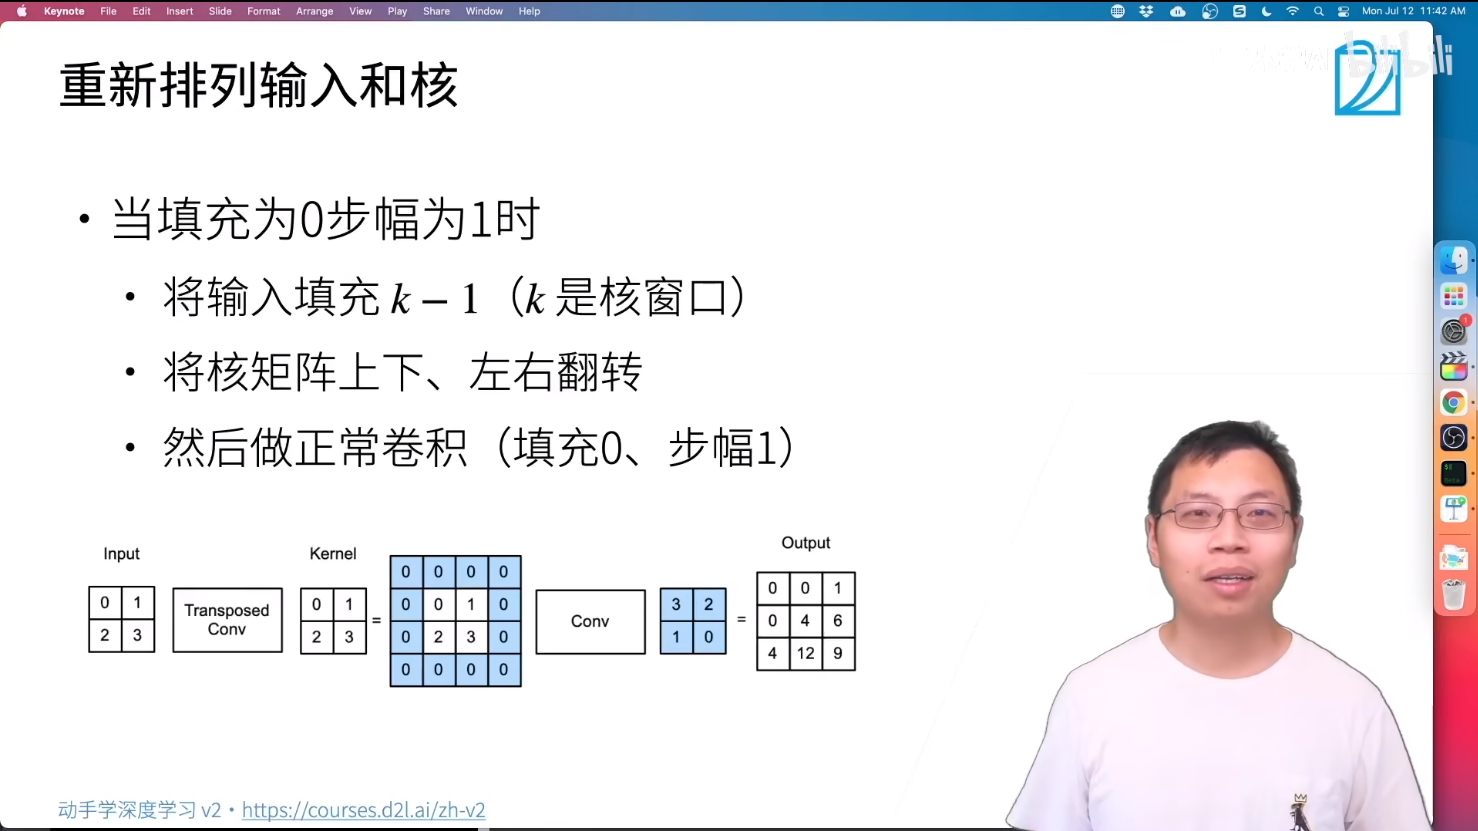 Keynote File Edit Insert Slide Format Arrange View Play Share Window Help Mon Jul 12 11:42 AM
bilibili
重新排列输入和核
• 当填充为0步幅为1时
• 将输入填充 k − 1（k 是核窗口）
• 将核矩阵上下、左右翻转
• 然后做正常卷积（填充0、步幅1）
Input
0 1
2 3
Transposed
Conv
Kernel
0 1
2 3
=
0 0 0 0
0 0 1 0
0 2 3 0
0 0 0 0
Conv
3 2
1 0
=
Output
0 0 1
0 4 6
4 12 9
动手学深度学习 v2 • https://courses.d2l.ai/zh-v2